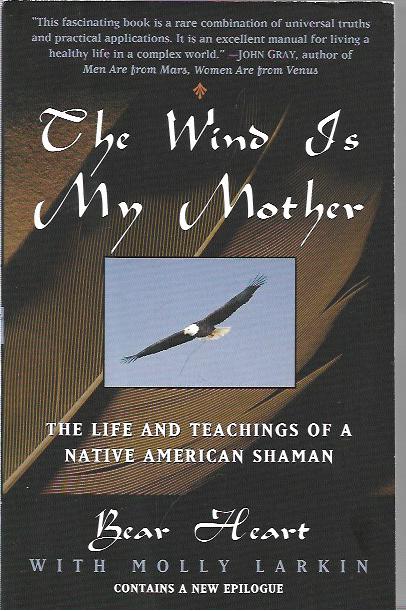 "This fascinating book is a rare combination of universal truths
and practical applications. It is an excellent manual for living a
healthy life in a complex world." —JOHN GRAY, author of
Men Are from Mars, Women Are from Venus
The Wind Is
My Mother
THE LIFE AND TEACHINGS OF A
NATIVE AMERICAN SHAMAN
Bear Heart
WITH MOLLY LARKIN
CONTAINS A NEW EPILOGUE